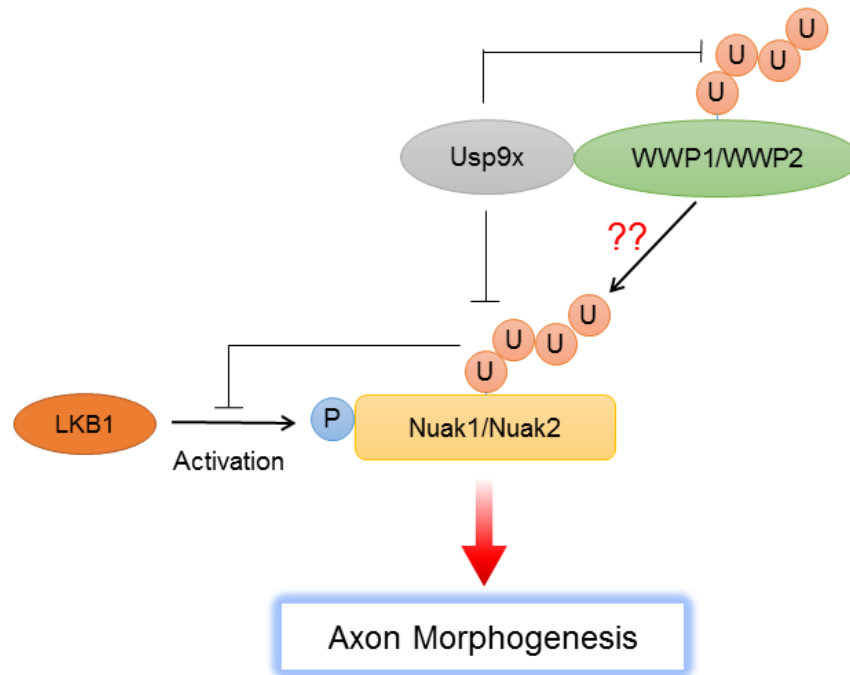 U
U
U
U
Usp9x
WWP1/WWP2
??
U
U
U
U
LKB1
P
Nuak1/Nuak2
Activation
Axon Morphogenesis